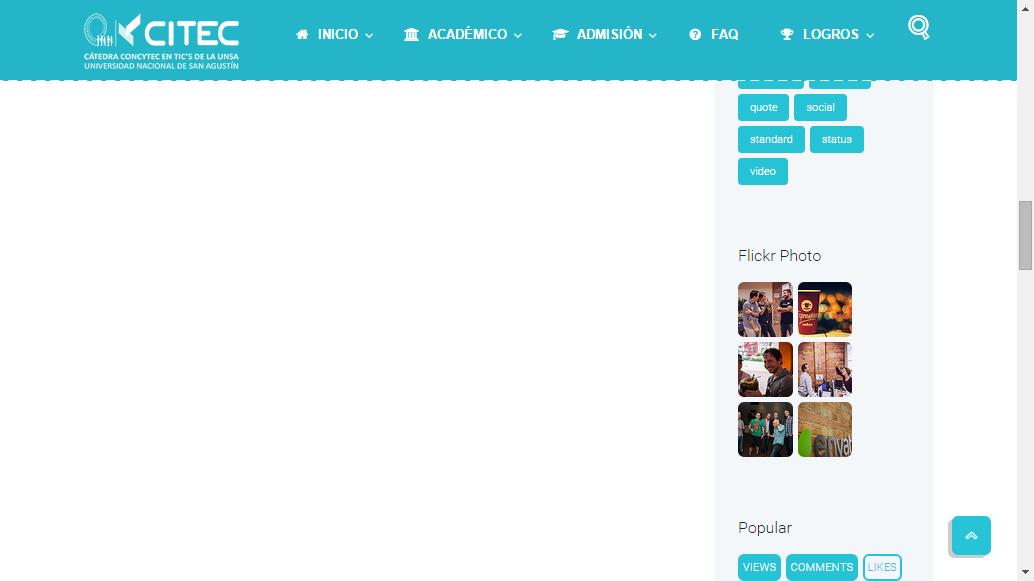 CITEC
CÁTEDRA CONCYTEC EN TIC'S DE LA UNSA
UNIVERSIDAD NACIONAL DE SAN AGUSTÍN
INICIO
ACADÉMICO
ADMISIÓN
FAQ
LOGROS
quote
social
standard
status
video
Flickr Photo
Popular
VIEWS
COMMENTS
LIKES